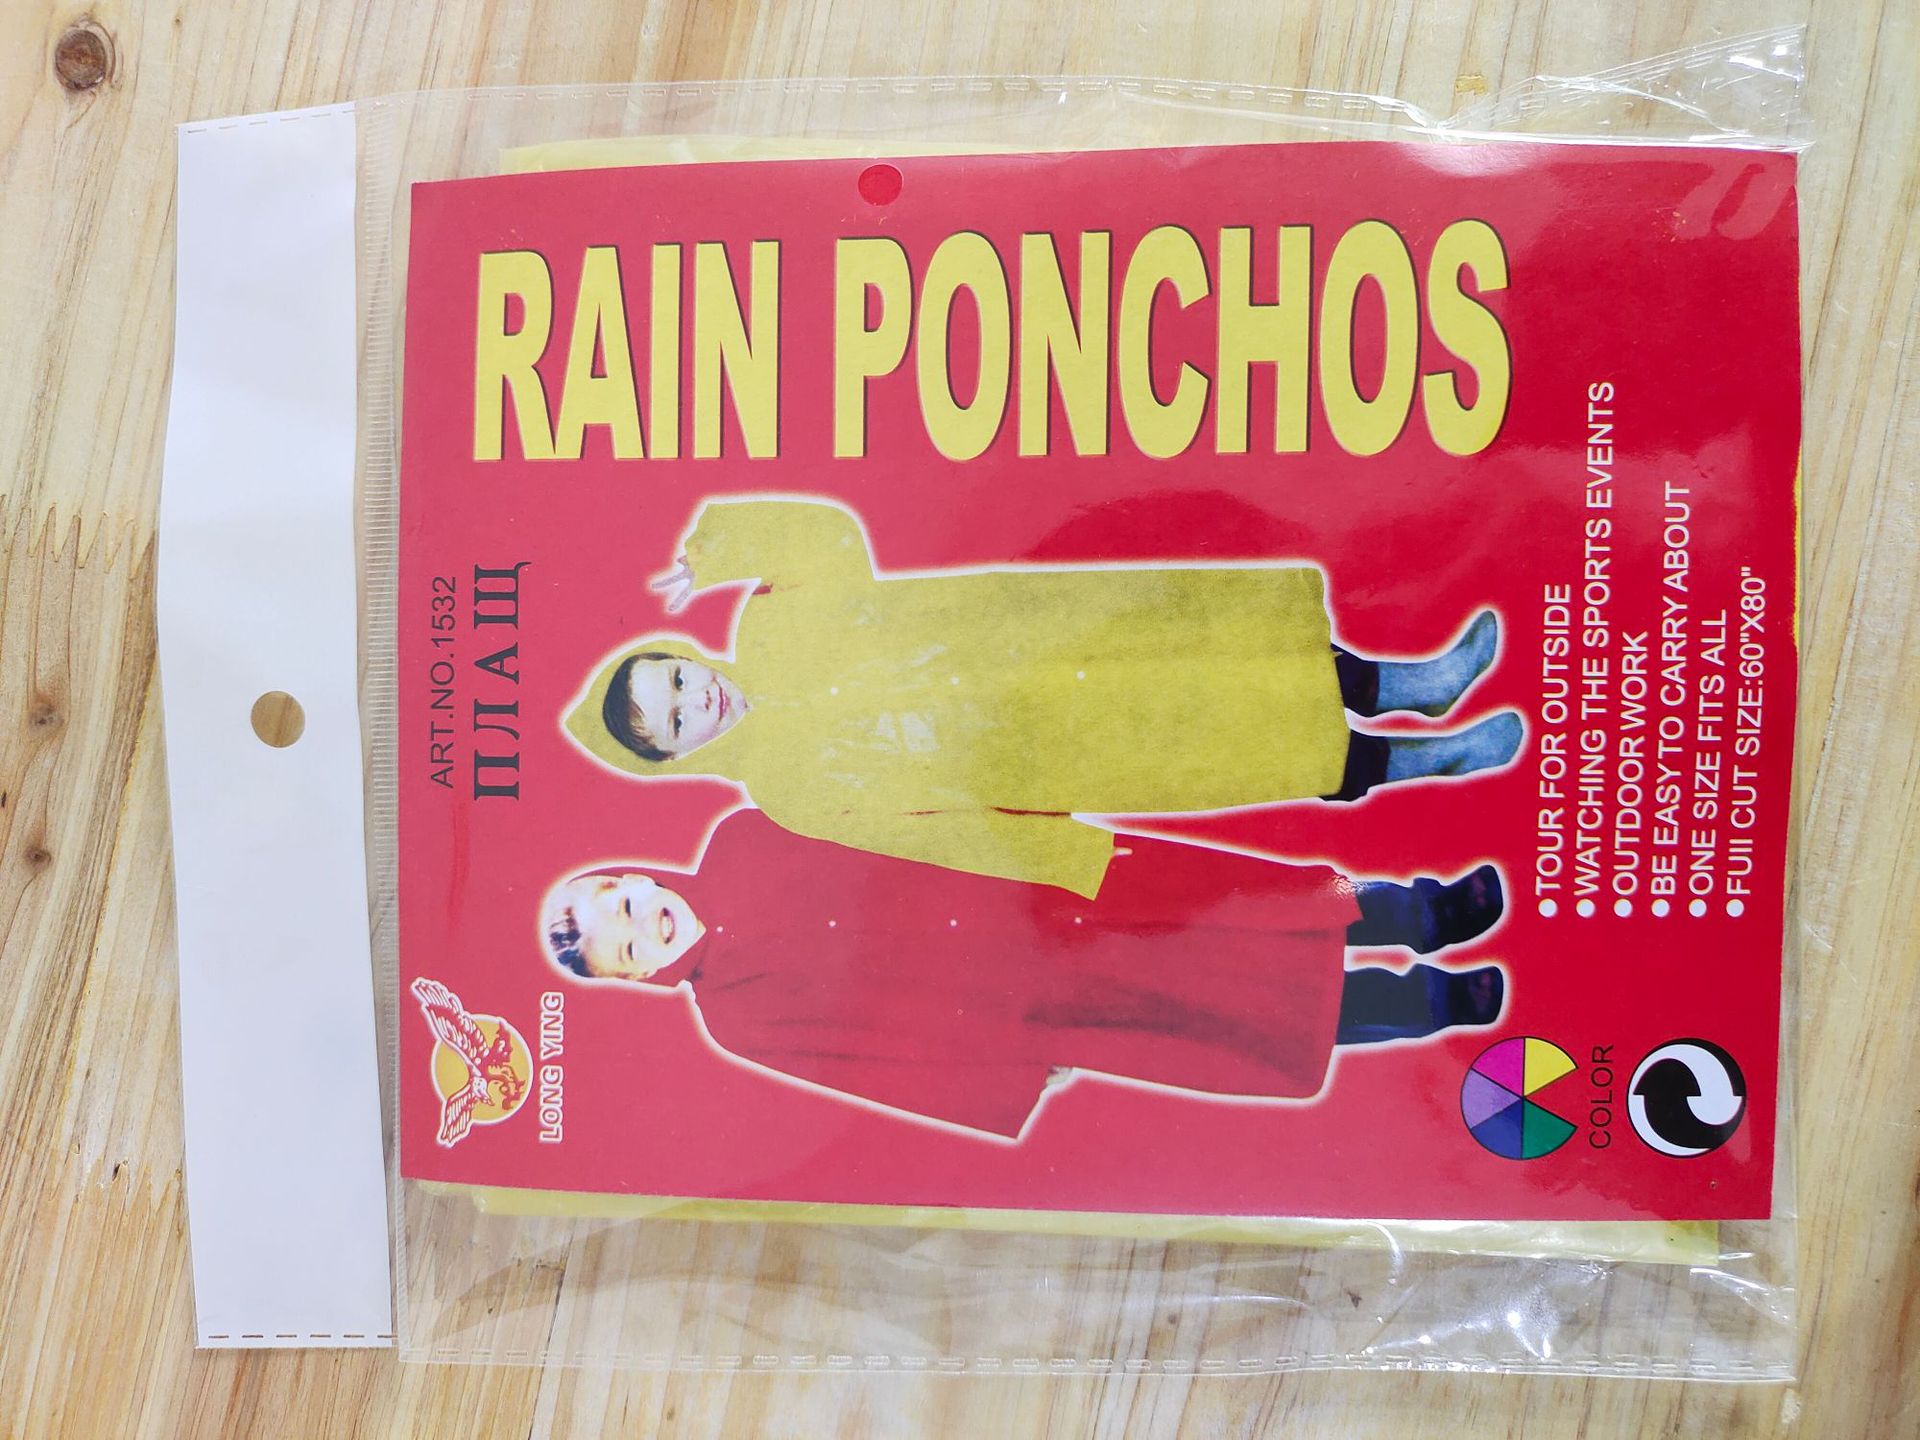 LONG YING
ART.NO.1532
ПЛАЩ
RAIN PONCHOS
●TOUR FOR OUTSIDE
●WATCHING THE SPORTS EVENTS
●OUTDOOR WORK
●BE EASY TO CARRY ABOUT
●ONE SIZE FITS ALL
●FUII CUT SIZE:60"X80"
COLOR